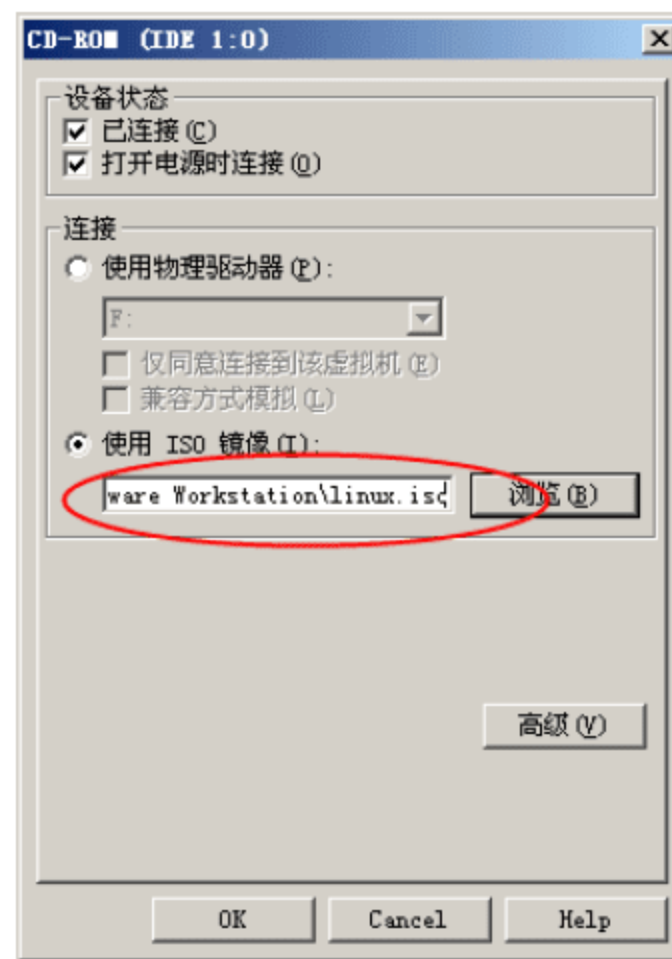 CD-ROM (IDE 1:0)
设备状态
已连接(C)
打开电源时连接(O)
连接
使用物理驱动器(P):
F:
仅同意连接到该虚拟机(E)
兼容方式模拟(L)
使用 ISO 镜像(I):
ware Workstation\linux.iso 浏览(B)
高级(V)
OK Cancel Help